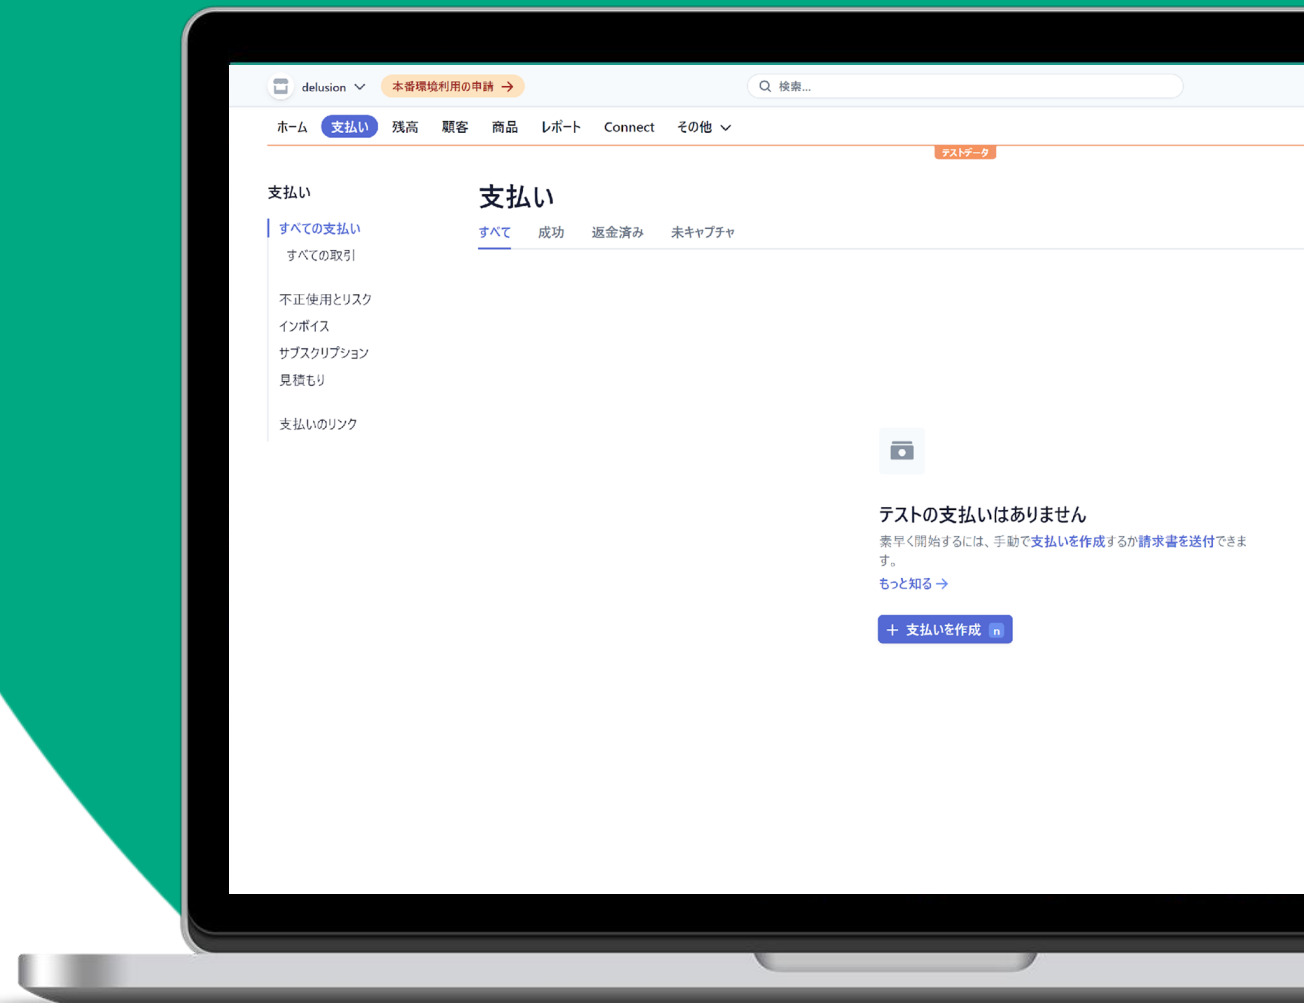 delusion
本番環境利用の申請 →
検索...
ホーム 支払い 残高 顧客 商品 レポート Connect その他
テストデータ
支払い
すべての支払い
すべての取引
不正使用とリスク
インボイス
サブスクリプション
見積もり
支払いのリンク
支払い
すべて 成功 返金済み 未キャプチャ
テストの支払いはありません
素早く開始するには、手動で支払いを作成するか請求書を送付できま
す。
もっと知る →
+ 支払いを作成 n